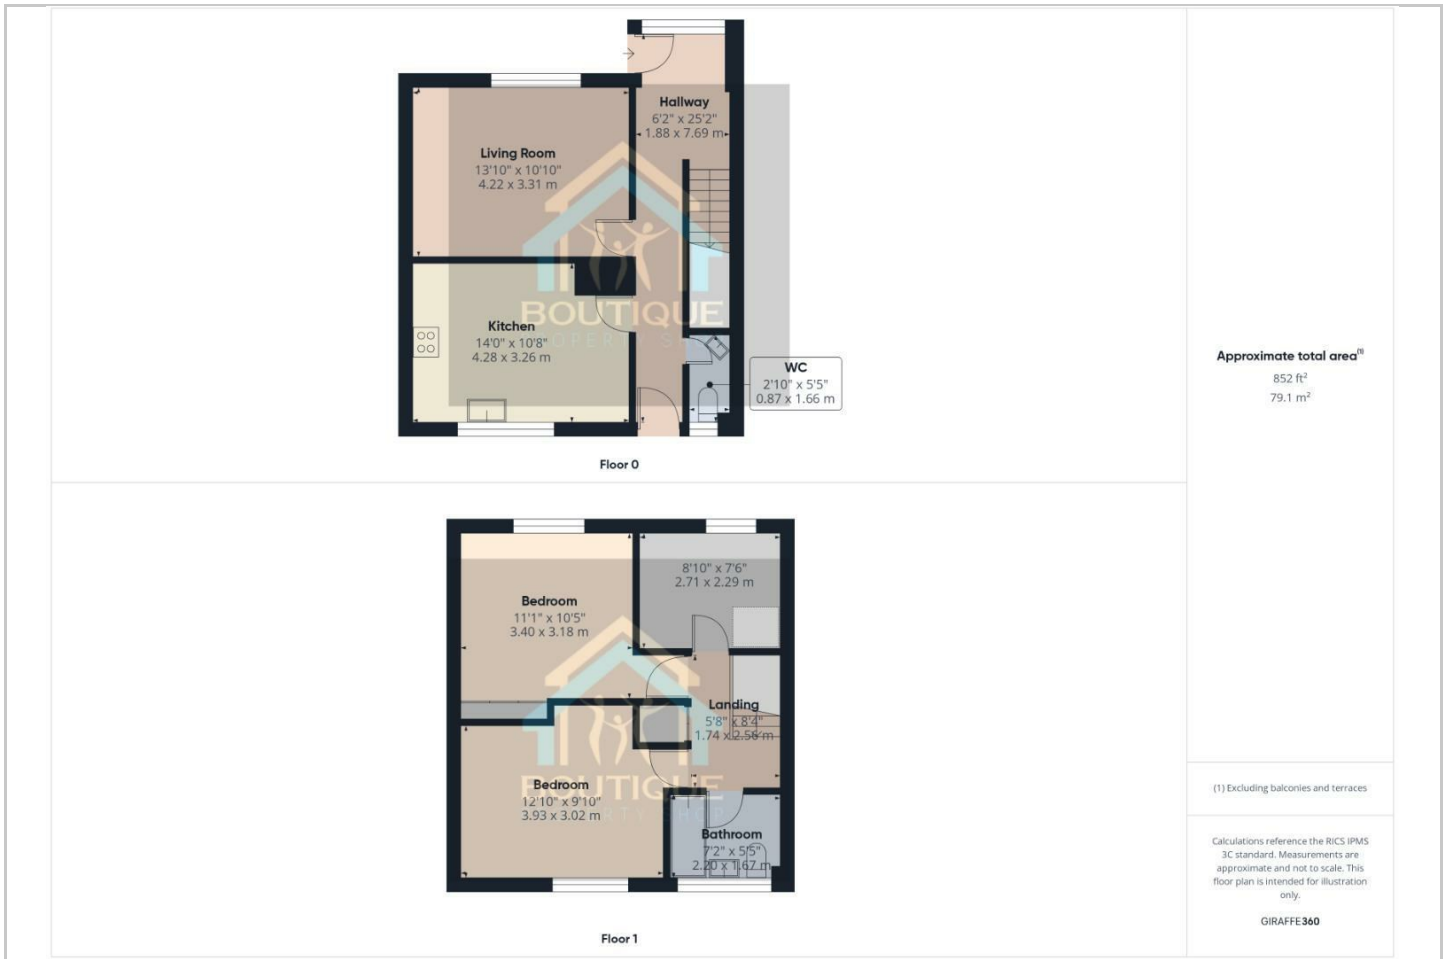 Hallway
6'2" x 25'2"
1.88 x 7.69 m
Living Room
13'10" x 10'10"
4.22 x 3.31 m
BOUTIQUE
Kitchen
14'0" x 10'8"
4.28 x 3.26 m
WC
2'10" x 5'5"
0.87 x 1.66 m
Floor 0
Approximate total area(1)
852 ft²
79.1 m²
8'10" x 7'6"
2.71 x 2.29 m
Bedroom
11'1" x 10'5"
3.40 x 3.18 m
Landing
5'8" x 8'4"
1.74 x 2.56 m
BOUTIQUE
Bedroom
12'10" x 9'10"
3.93 x 3.02 m
Bathroom
7'2" x 5'5"
2.20 x 1.67 m
Floor 1
(1) Excluding balconies and terraces
Calculations reference the RICS IPMS
3C standard. Measurements are
approximate and not to scale. This
floor plan is intended for illustration
only.
GIRAFFE360